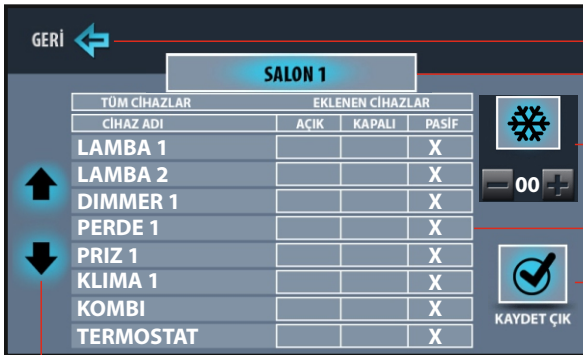 GERİ
SALON 1
TÜM CİHAZLAR EKLENEN CİHAZLAR
CİHAZ ADI AÇIK KAPALI PASİF
LAMBA 1 X
LAMBA 2 X
DIMMER 1 X
PERDE 1 X
PRIZ 1 X
KLIMA 1 X
KOMBI X
TERMOSTAT X
00
KAYDET ÇIK